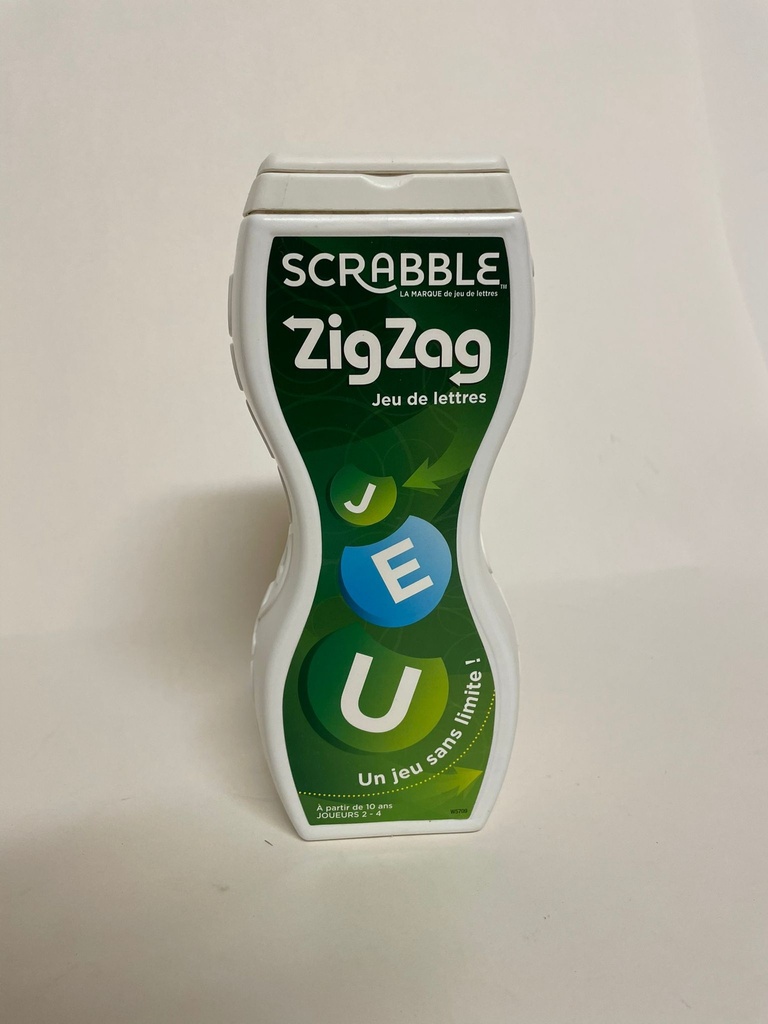 SCRABBLE
TM
LA MARQUE de jeu de lettres
ZigZag
Jeu de lettres
J
E
U
Un jeu sans limite !
À partir de 10 ans
JOUEURS 2 - 4